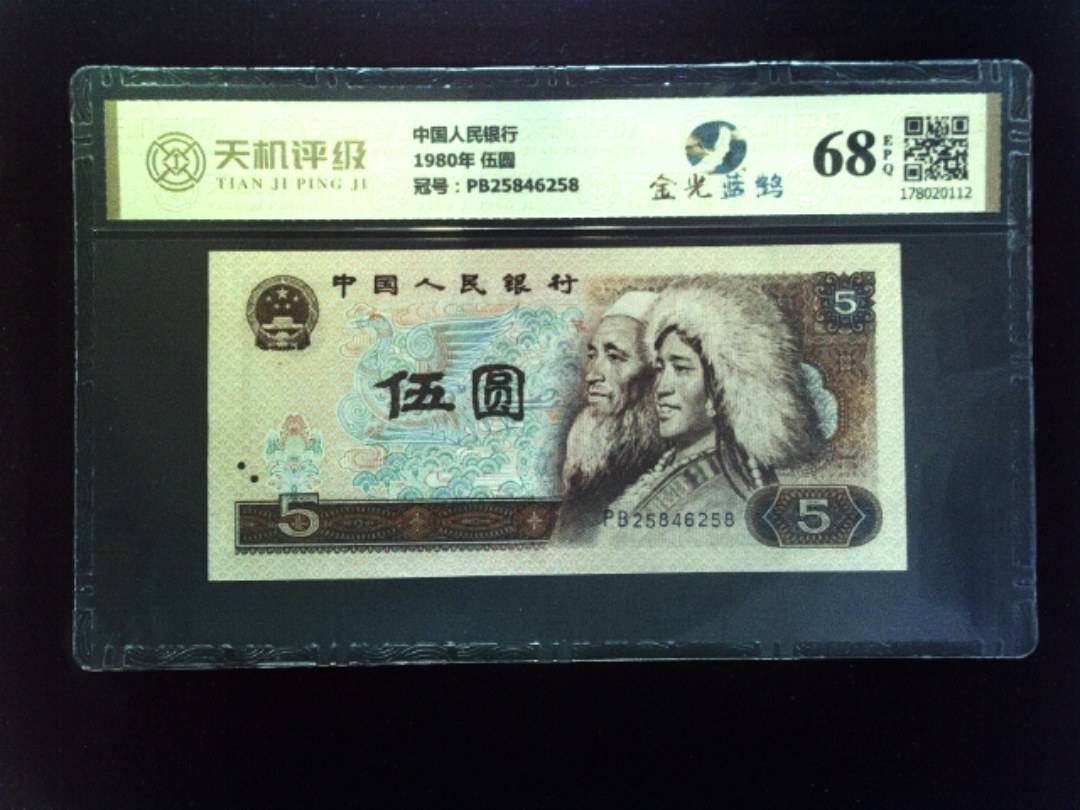 天机评级
TIAN JI PING JI
中国人民银行
1980年 伍圆
冠号：PB25846258
金光蓝鹤
68
EPQ
178020112
中国人民银行
5
伍圆
5
PB25846258
5